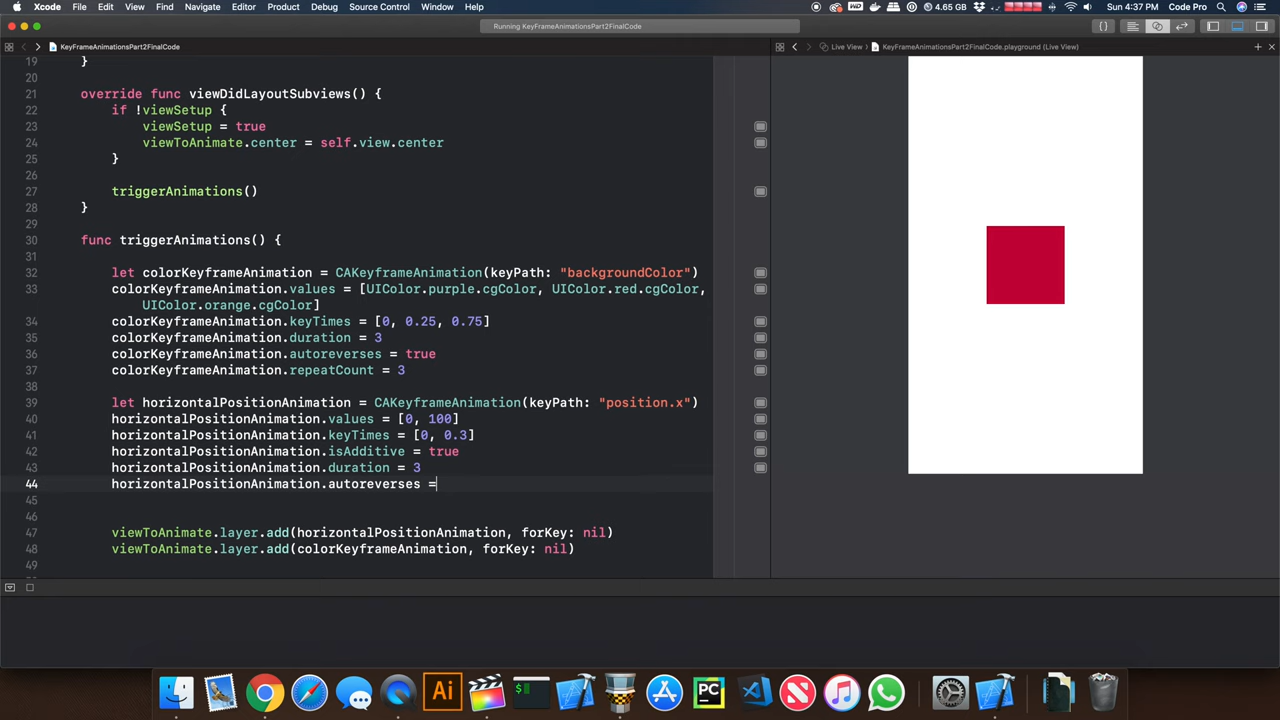 Xcode File Edit View Find Navigate Editor Product Debug Source Control Window Help
4.65 GB Sun 4:37 PM Code Pro
Running KeyFrameAnimationsPart2FinalCode
KeyFrameAnimationsPart2FinalCode
Live View KeyFrameAnimationsPart2FinalCode.playground (Live View)
19 }
20
21 override func viewDidLayoutSubviews() {
22 if !viewSetup {
23 viewSetup = true
24 viewToAnimate.center = self.view.center
25 }
26
27 triggerAnimations()
28 }
29
30 func triggerAnimations() {
31
32 let colorKeyframeAnimation = CAKeyframeAnimation(keyPath: "backgroundColor")
33 colorKeyframeAnimation.values = [UIColor.purple.cgColor, UIColor.red.cgColor,
UIColor.orange.cgColor]
34 colorKeyframeAnimation.keyTimes = [0, 0.25, 0.75]
35 colorKeyframeAnimation.duration = 3
36 colorKeyframeAnimation.autoreverses = true
37 colorKeyframeAnimation.repeatCount = 3
38
39 let horizontalPositionAnimation = CAKeyframeAnimation(keyPath: "position.x")
40 horizontalPositionAnimation.values = [0, 100]
41 horizontalPositionAnimation.keyTimes = [0, 0.3]
42 horizontalPositionAnimation.isAdditive = true
43 horizontalPositionAnimation.duration = 3
44 horizontalPositionAnimation.autoreverses =
45
46
47 viewToAnimate.layer.add(horizontalPositionAnimation, forKey: nil)
48 viewToAnimate.layer.add(colorKeyframeAnimation, forKey: nil)
49
Ai
$
PC
N